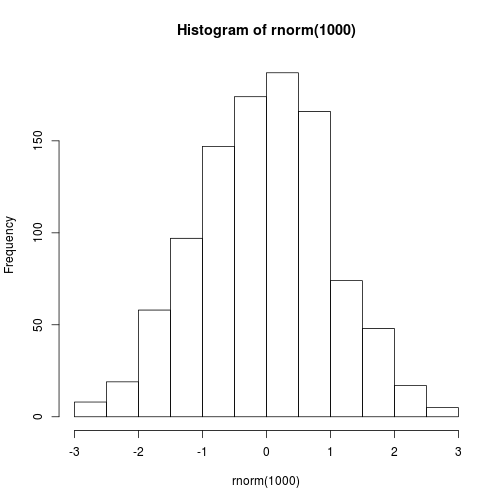 Histogram of rnorm(1000)
Frequency
150
100
50
0
-3 -2 -1 0 1 2 3
rnorm(1000)